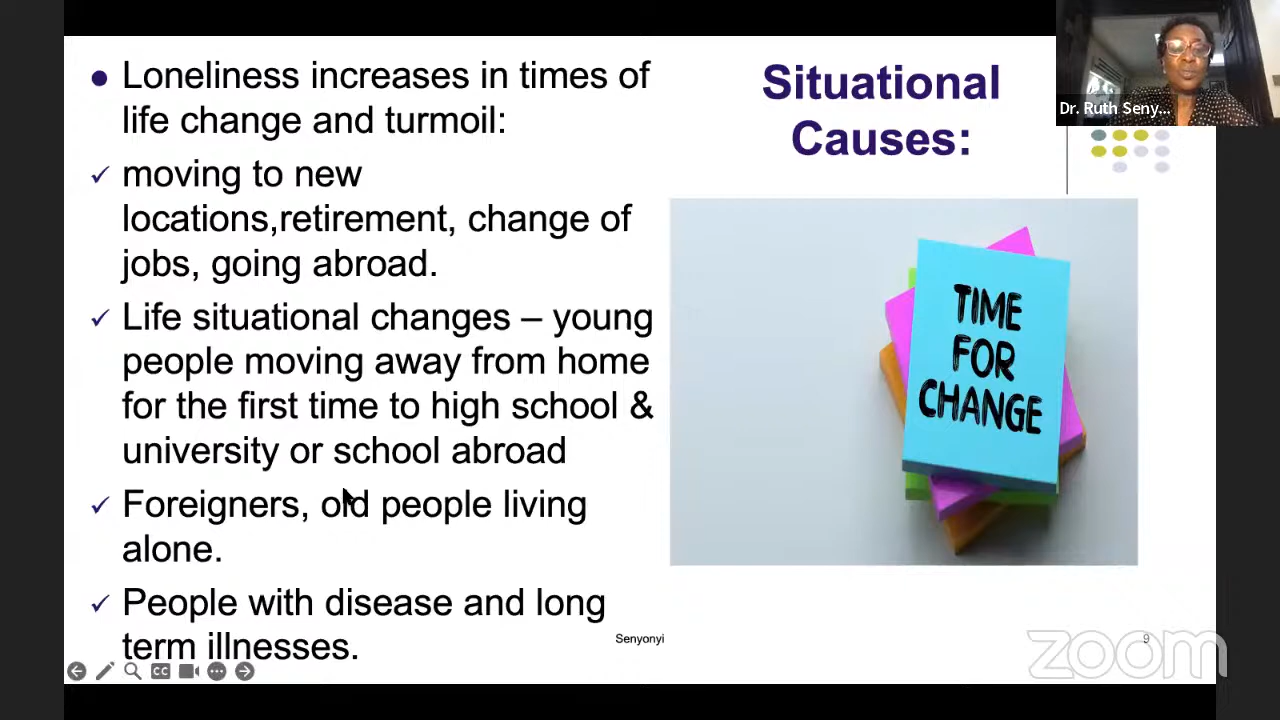 Loneliness increases in times of
life change and turmoil:
moving to new
locations,retirement, change of
jobs, going abroad.
Life situational changes – young
people moving away from home
for the first time to high school &
university or school abroad
Foreigners, old people living
alone.
People with disease and long
term illnesses.
Situational
Causes:
TIME
FOR
CHANGE
Dr. Ruth Seny...
Senyonyi
9
CC
zoom